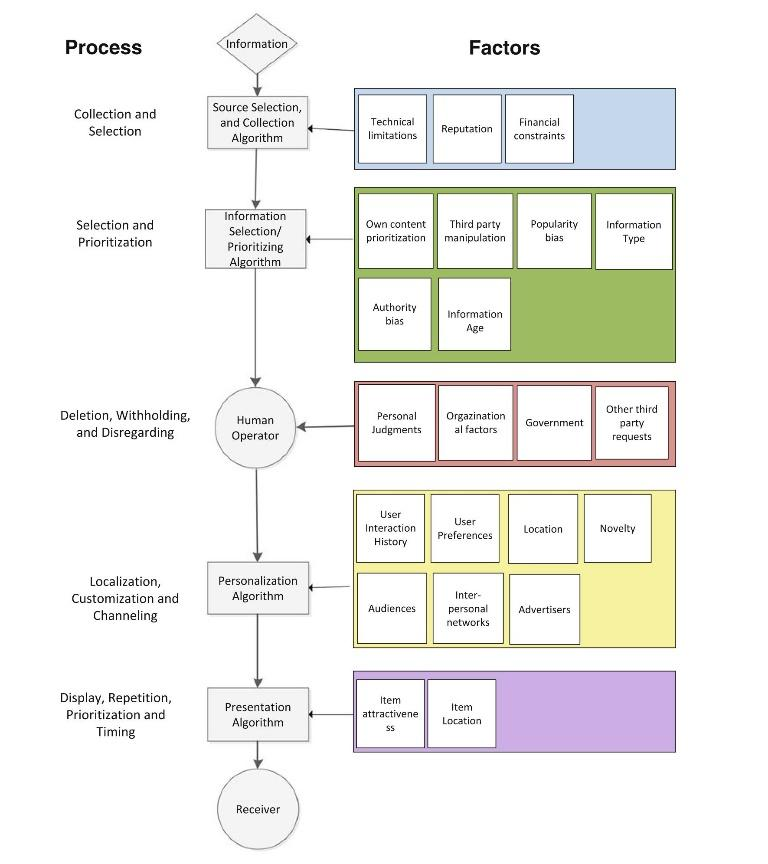 Process
Factors
Information
Collection and
Selection
Source Selection,
and Collection
Algorithm
Technical
limitations
Reputation
Financial
constraints
Selection and
Prioritization
Information
Selection/
Prioritizing
Algorithm
Own content
prioritization
Third party
manipulation
Popularity
bias
Information
Type
Authority
bias
Information
Age
Deletion, Withholding,
and Disregarding
Human
Operator
Personal
Judgments
Orgazination
al factors
Government
Other third
party
requests
Localization,
Customization and
Channeling
Personalization
Algorithm
User
Interaction
History
User
Preferences
Location
Novelty
Audiences
Inter-
personal
networks
Advertisers
Display, Repetition,
Prioritization and
Timing
Presentation
Algorithm
Item
attractivene
ss
Item
Location
Receiver